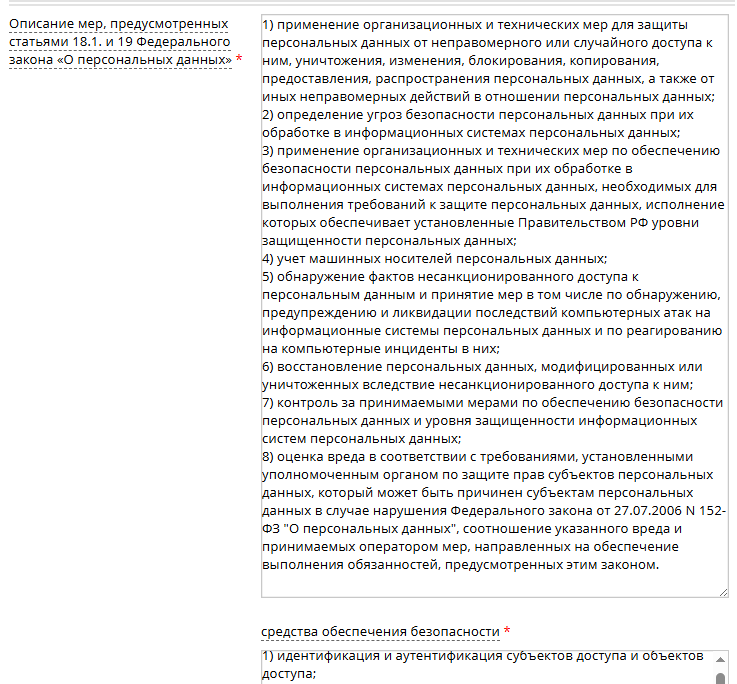 Описание мер, предусмотренных
статьями 18.1. и 19 Федерального
закона «О персональных данных» *
1) применение организационных и технических мер для защиты
персональных данных от неправомерного или случайного доступа к
ним, уничтожения, изменения, блокирования, копирования,
предоставления, распространения персональных данных, а также от
иных неправомерных действий в отношении персональных данных;
2) определение угроз безопасности персональных данных при их
обработке в информационных системах персональных данных;
3) применение организационных и технических мер по обеспечению
безопасности персональных данных при их обработке в
информационных системах персональных данных, необходимых для
выполнения требований к защите персональных данных, исполнение
которых обеспечивает установленные Правительством РФ уровни
защищенности персональных данных;
4) учет машинных носителей персональных данных;
5) обнаружение фактов несанкционированного доступа к
персональным данным и принятие мер в том числе по обнаружению,
предупреждению и ликвидации последствий компьютерных атак на
информационные системы персональных данных и по реагированию
на компьютерные инциденты в них;
6) восстановление персональных данных, модифицированных или
уничтоженных вследствие несанкционированного доступа к ним;
7) контроль за принимаемыми мерами по обеспечению безопасности
персональных данных и уровня защищенности информационных
систем персональных данных;
8) оценка вреда в соответствии с требованиями, установленными
уполномоченным органом по защите прав субъектов персональных
данных, который может быть причинен субъектам персональных
данных в случае нарушения Федерального закона от 27.07.2006 N 152-
ФЗ "О персональных данных", соотношение указанного вреда и
принимаемых оператором мер, направленных на обеспечение
выполнения обязанностей, предусмотренных этим законом.
средства обеспечения безопасности *
1) идентификация и аутентификация субъектов доступа и объектов
доступа;